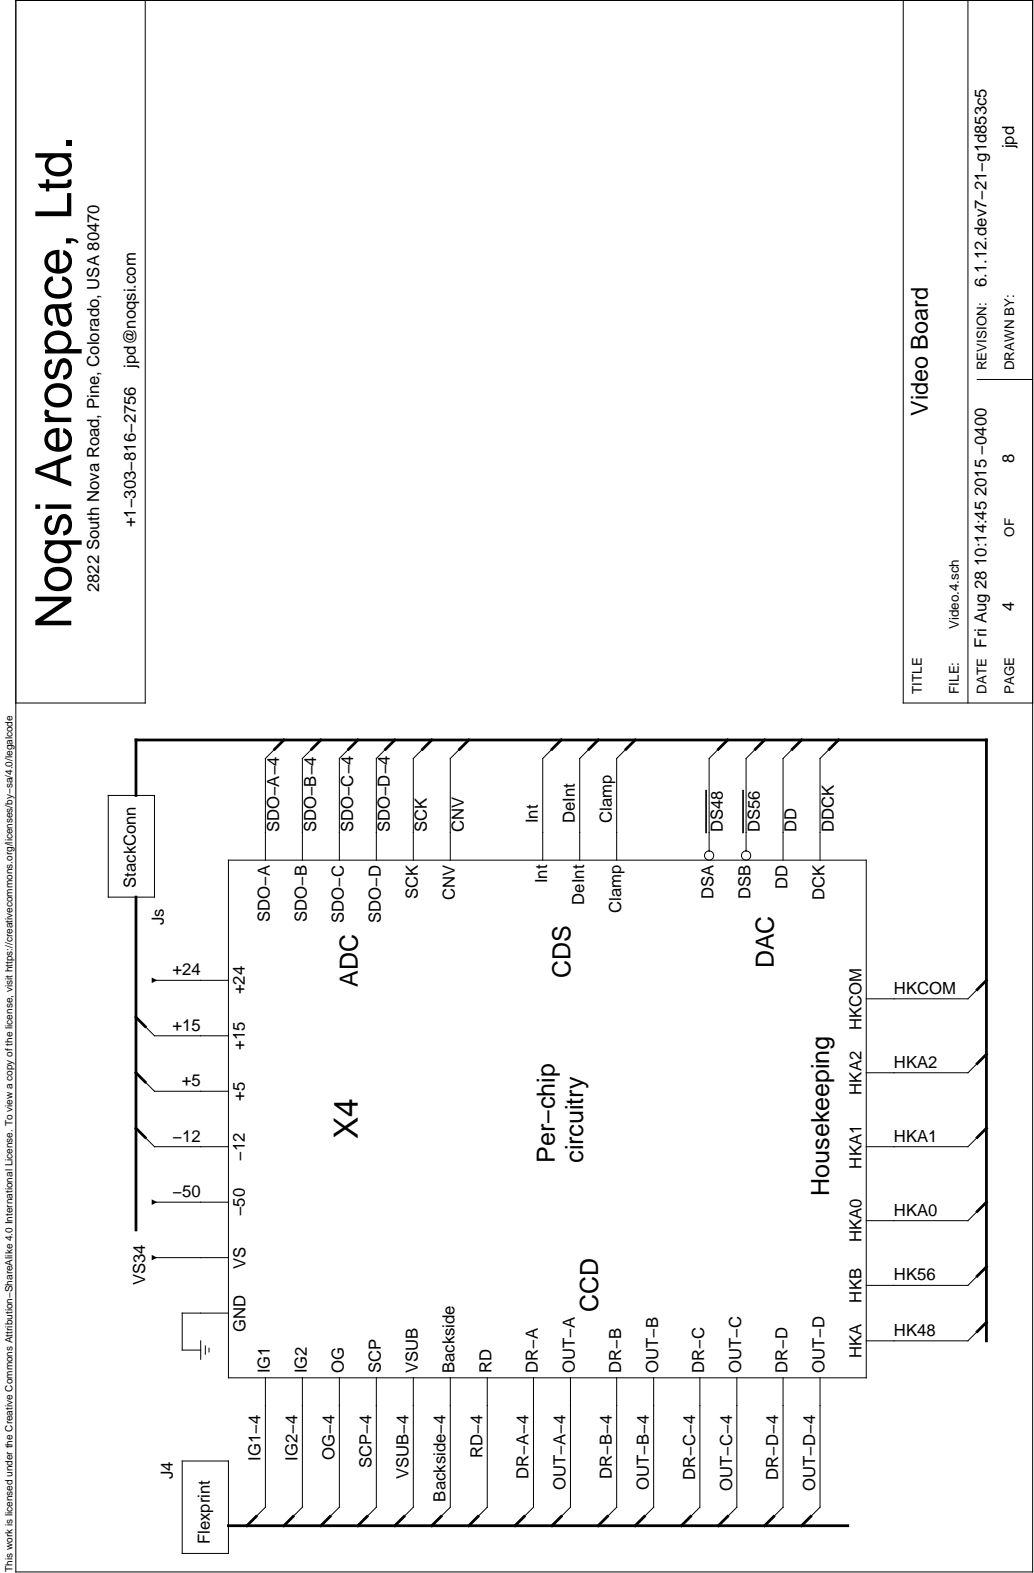 This work is licensed under the Creative Commons Attribution−ShareAlike 4.0 International License. To view a copy of the license, visit https://creativecommons.org/licenses/by−sa/4.0/legalcode
Noqsi Aerospace, Ltd.
2822 South Nova Road, Pine, Colorado, USA 80470
+1−303−816−2756 jpd@noqsi.com
StackConn
Js
VS34
−50
−12
+5
+15
+24
GND
VS
−50
−12
+5
+15
+24
J4
Flexprint
IG1−4
IG2−4
OG−4
SCP−4
VSUB−4
Backside−4
RD−4
DR−A−4
OUT−A−4
DR−B−4
OUT−B−4
DR−C−4
OUT−C−4
DR−D−4
OUT−D−4
IG1
IG2
OG
SCP
VSUB
Backside
RD
DR−A
OUT−A
DR−B
OUT−B
DR−C
OUT−C
DR−D
OUT−D
CCD
X4
Per−chip
circuitry
ADC
CDS
DAC
Housekeeping
SDO−A
SDO−B
SDO−C
SDO−D
SCK
CNV
Int
DeInt
Clamp
DSA
DSB
DD
DCK
SDO−A−4
SDO−B−4
SDO−C−4
SDO−D−4
SCK
CNV
Int
DeInt
Clamp
DS48
DS56
DD
DDCK
HKA
HKB
HKA0
HKA1
HKA2
HKCOM
HK48
HK56
HKA0
HKA1
HKA2
HKCOM
TITLE
Video Board
FILE: Video.4.sch
DATE Fri Aug 28 10:14:45 2015 −0400
REVISION: 6.1.12.dev7−21−g1d853c5
PAGE 4 OF 8
DRAWN BY: jpd